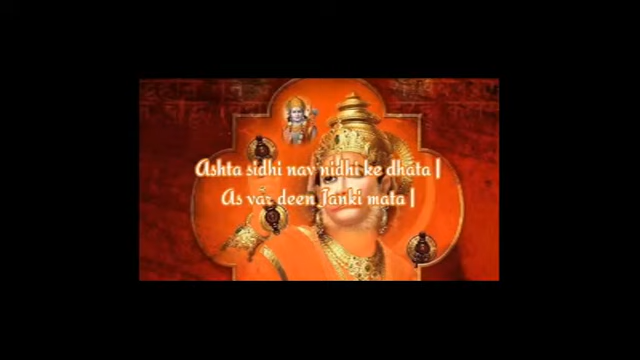 Ashta sidhi nav nidhi ke dhata |
As var deen Janki mata |